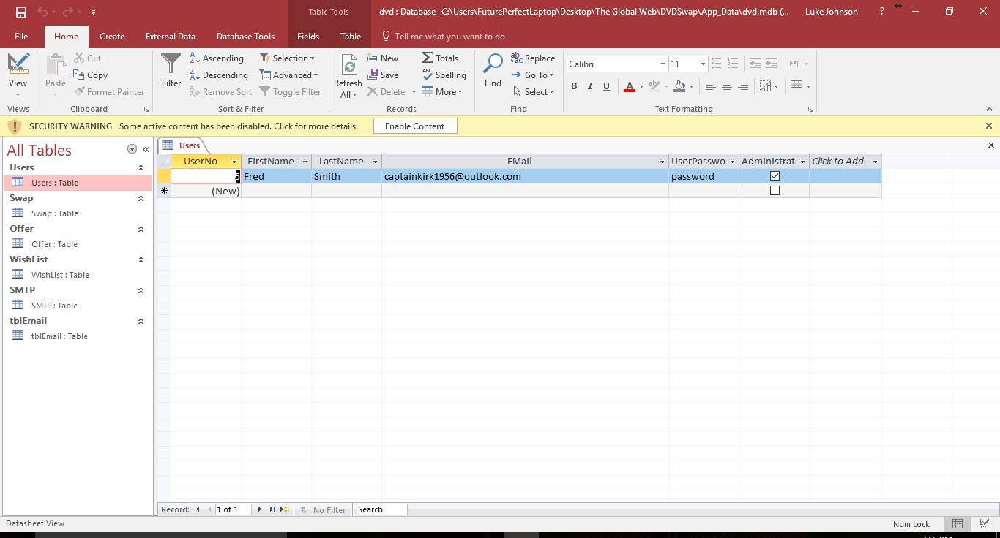 Table Tools
dvd : Database- C:\Users\FuturePerfectLaptop\Desktop\The Global Web\DVDSwap\App_Data\dvd.mdb (...
Luke Johnson
?
File Home Create External Data Database Tools Fields Table Tell me what you want to do
View
Views
Paste
Cut
Copy
Format Painter
Clipboard
Filter
Ascending
Descending
Remove Sort
Selection
Advanced
Toggle Filter
Sort & Filter
Refresh
All
New
Save
Delete
Totals
Spelling
More
Records
Find
Replace
Go To
Select
Find
Calibri 11
B I U A
Text Formatting
SECURITY WARNING Some active content has been disabled. Click for more details. Enable Content
All Tables
Users
Users : Table
Swap
Swap : Table
Offer
Offer : Table
WishList
WishList : Table
SMTP
SMTP : Table
tblEmail
tblEmail : Table
Users
UserNo FirstName LastName EMail UserPasswo Administrato Click to Add
5 Fred Smith captainkirk1956@outlook.com password
(New)
Record: 1 of 1 No Filter Search
Datasheet View
Num Lock